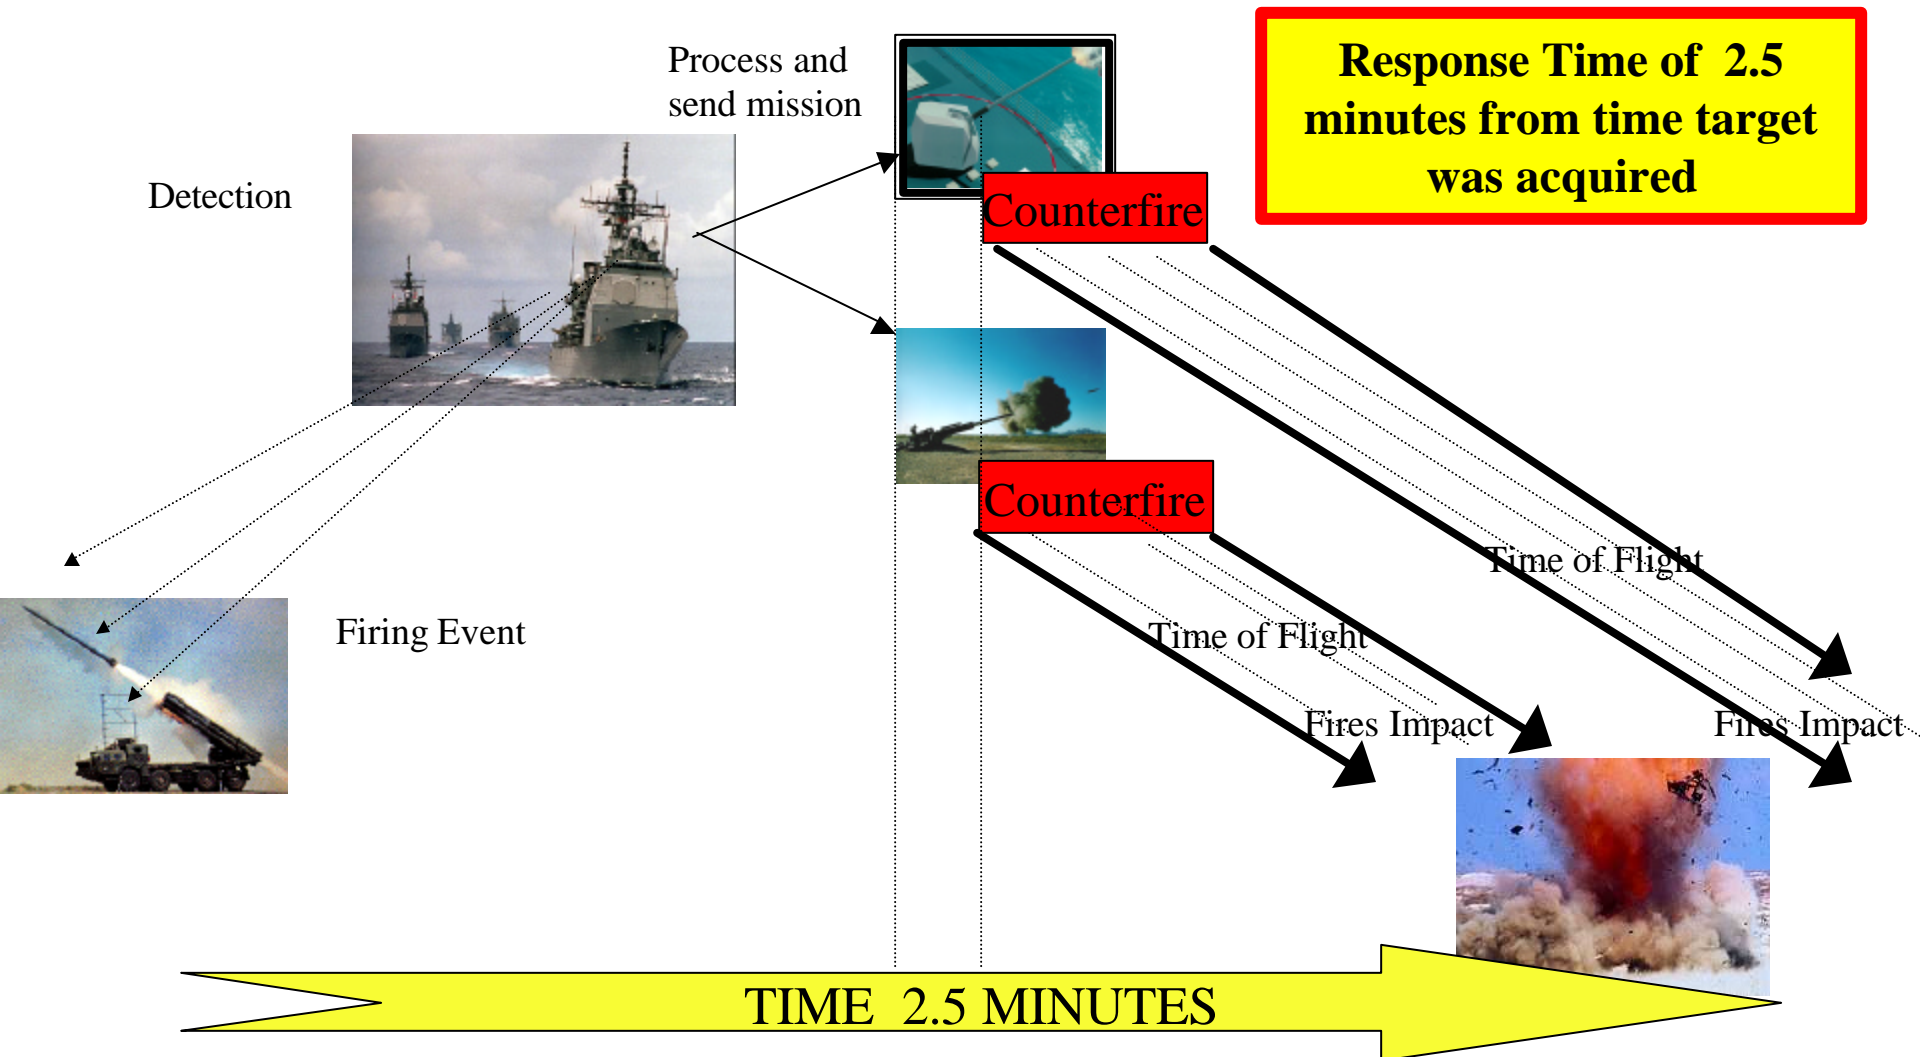 Process and
send mission
Response Time of 2.5
minutes from time target
was acquired
Detection
Counterfire
Counterfire
Time of Flight
Firing Event
Time of Flight
Fires Impact
Fires Impact
TIME 2.5 MINUTES